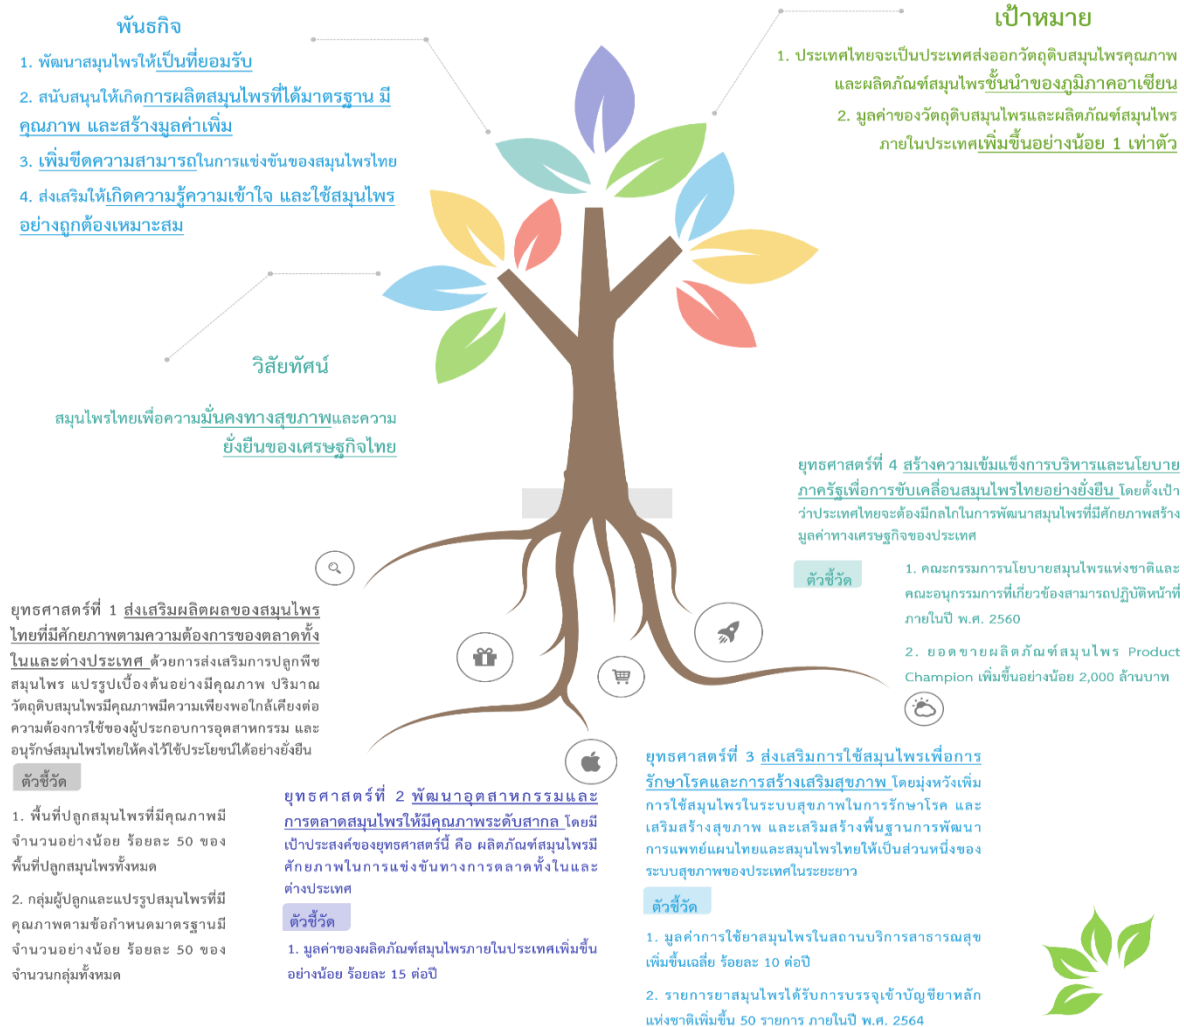 พันธกิจ
1. พัฒนาสมุนไพรให้เป็นที่ยอมรับ
2. สนับสนุนให้เกิดการผลิตสมุนไพรที่ได้มาตรฐาน มี
คุณภาพ และสร้างมูลค่าเพิ่ม
3. เพิ่มขีดความสามารถในการแข่งขันของสมุนไพรไทย
4. ส่งเสริมให้เกิดความรู้ความเข้าใจ และใช้สมุนไพร
อย่างถูกต้องเหมาะสม
เป้าหมาย
1. ประเทศไทยจะเป็นประเทศส่งออกวัตถุดิบสมุนไพรคุณภาพ
และผลิตภัณฑ์สมุนไพรชั้นนำของภูมิภาคอาเซียน
2. มูลค่าของวัตถุดิบสมุนไพรและผลิตภัณฑ์สมุนไพร
ภายในประเทศเพิ่มขึ้นอย่างน้อย 1 เท่าตัว
วิสัยทัศน์
สมุนไพรไทยเพื่อความมั่นคงทางสุขภาพและความ
ยั่งยืนของเศรษฐกิจไทย
ยุทธศาสตร์ที่ 1 ส่งเสริมผลิตผลของสมุนไพร
ไทยที่มีศักยภาพตามความต้องการของตลาดทั้ง
ในและต่างประเทศ ด้วยการส่งเสริมการปลูกพืช
สมุนไพร แปรรูปเบื้องต้นอย่างมีคุณภาพ ปริมาณ
วัตถุดิบสมุนไพรมีคุณภาพมีความเพียงพอใกล้เคียงต่อ
ความต้องการใช้ของผู้ประกอบการอุตสาหกรรม และ
อนุรักษ์สมุนไพรไทยให้คงไว้ใช้ประโยชน์ได้อย่างยั่งยืน
ตัวชี้วัด
1. พื้นที่ปลูกสมุนไพรที่มีคุณภาพมี
จำนวนอย่างน้อย ร้อยละ 50 ของ
พื้นที่ปลูกสมุนไพรทั้งหมด
2. กลุ่มผู้ปลูกและแปรรูปสมุนไพรที่มี
คุณภาพตามข้อกำหนดมาตรฐานมี
จำนวนอย่างน้อย ร้อยละ 50 ของ
จำนวนกลุ่มทั้งหมด
ยุทธศาสตร์ที่ 2 พัฒนาอุตสาหกรรมและ
การตลาดสมุนไพรให้มีคุณภาพระดับสากล โดยมี
เป้าประสงค์ของยุทธศาสตร์นี้ คือ ผลิตภัณฑ์สมุนไพรมี
ศักยภาพในการแข่งขันทางการตลาดทั้งในและ
ต่างประเทศ
ตัวชี้วัด
1. มูลค่าของผลิตภัณฑ์สมุนไพรภายในประเทศเพิ่มขึ้น
อย่างน้อย ร้อยละ 15 ต่อปี
ยุทธศาสตร์ที่ 3 ส่งเสริมการใช้สมุนไพรเพื่อการ
รักษาโรคและการสร้างเสริมสุขภาพ โดยมุ่งหวังเพิ่ม
การใช้สมุนไพรในระบบสุขภาพในการรักษาโรค และ
เสริมสร้างสุขภาพ และเสริมสร้างพื้นฐานการพัฒนา
การแพทย์แผนไทยและสมุนไพรไทยให้เป็นส่วนหนึ่งของ
ระบบสุขภาพของประเทศในระยะยาว
ตัวชี้วัด
1. มูลค่าการใช้ยาสมุนไพรในสถานบริการสาธารณสุข
เพิ่มขึ้นเฉลี่ย ร้อยละ 10 ต่อปี
2. รายการยาสมุนไพรได้รับการบรรจุเข้าบัญชียาหลัก
แห่งชาติเพิ่มขึ้น 50 รายการ ภายในปี พ.ศ. 2564
ยุทธศาสตร์ที่ 4 สร้างความเข้มแข็งการบริหารและนโยบาย
ภาครัฐเพื่อการขับเคลื่อนสมุนไพรไทยอย่างยั่งยืน โดยตั้งเป้า
ว่าประเทศไทยจะต้องมีกลไกในการพัฒนาสมุนไพรที่มีศักยภาพสร้าง
มูลค่าทางเศรษฐกิจของประเทศ
ตัวชี้วัด
1. คณะกรรมการนโยบายสมุนไพรแห่งชาติและ
คณะอนุกรรมการที่เกี่ยวข้องสามารถปฏิบัติหน้าที่
ภายในปี พ.ศ. 2560
2. ยอดขายผลิตภัณฑ์สมุนไพร Product
Champion เพิ่มขึ้นอย่างน้อย 2,000 ล้านบาท